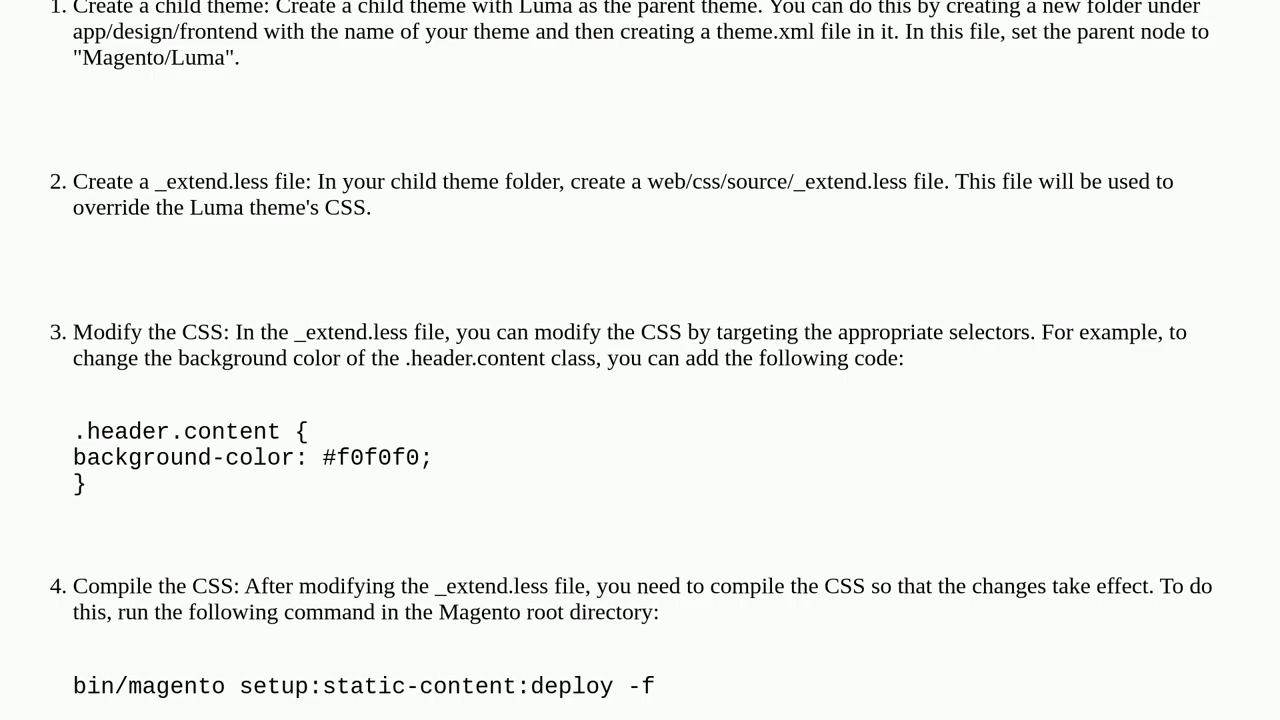 1. Create a child theme: Create a child theme with Luma as the parent theme. You can do this by creating a new folder under
app/design/frontend with the name of your theme and then creating a theme.xml file in it. In this file, set the parent node to
"Magento/Luma".
2. Create a _extend.less file: In your child theme folder, create a web/css/source/_extend.less file. This file will be used to
override the Luma theme's CSS.
3. Modify the CSS: In the _extend.less file, you can modify the CSS by targeting the appropriate selectors. For example, to
change the background color of the .header.content class, you can add the following code:
.header.content {
background-color: #f0f0f0;
}
4. Compile the CSS: After modifying the _extend.less file, you need to compile the CSS so that the changes take effect. To do
this, run the following command in the Magento root directory:
bin/magento setup:static-content:deploy -f